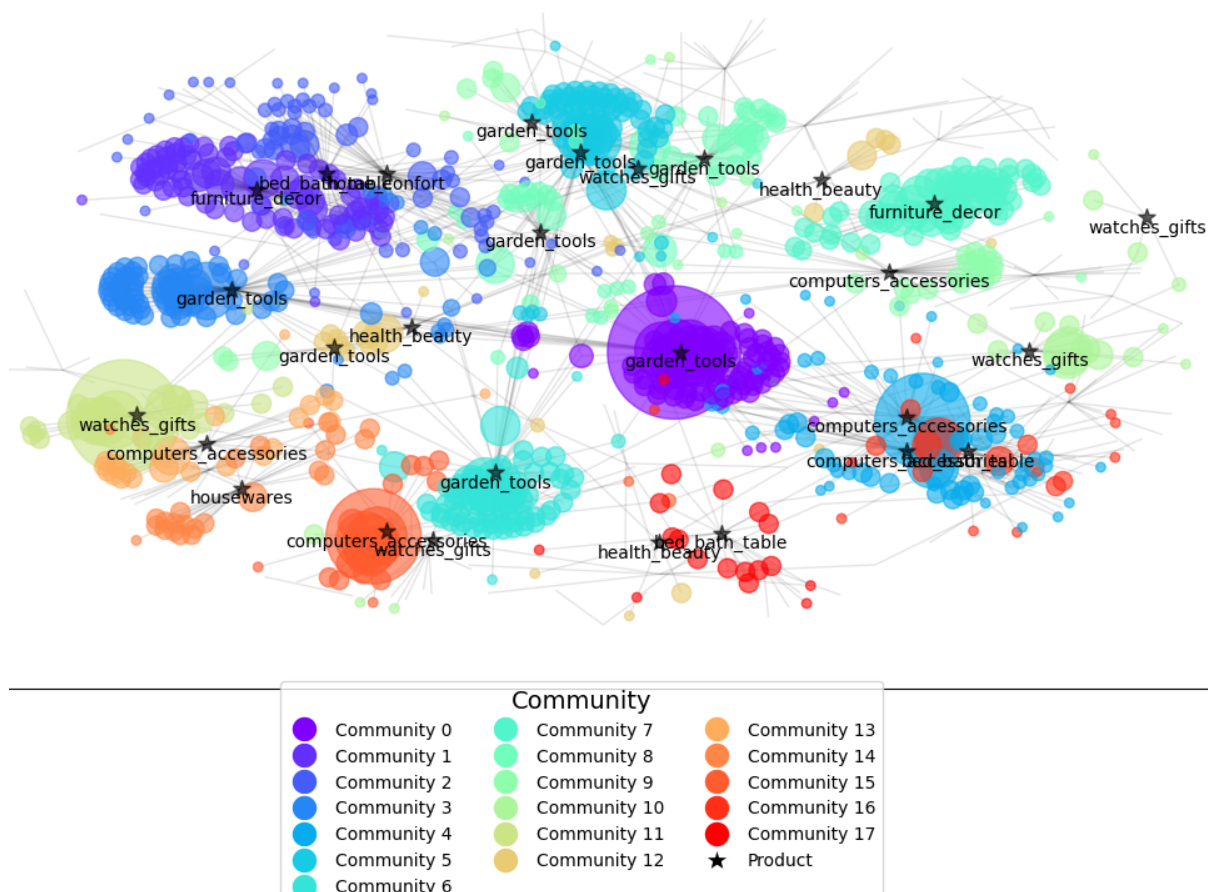 garden_tools
garden_tools
watches_gifts
garden_tools
bed_bath_table
home_confort
furniture_decor
health_beauty
furniture_decor
watches_gifts
garden_tools
computers_accessories
garden_tools
health_beauty
garden_tools
garden_tools
watches_gifts
watches_gifts
computers_accessories
computers_accessories
computers_accessories
bed_bath_table
garden_tools
housewares
computers_accessories
watches_gifts
health_beauty
bed_bath_table
Community
Community 0
Community 1
Community 2
Community 3
Community 4
Community 5
Community 6
Community 7
Community 8
Community 9
Community 10
Community 11
Community 12
Community 13
Community 14
Community 15
Community 16
Community 17
Product